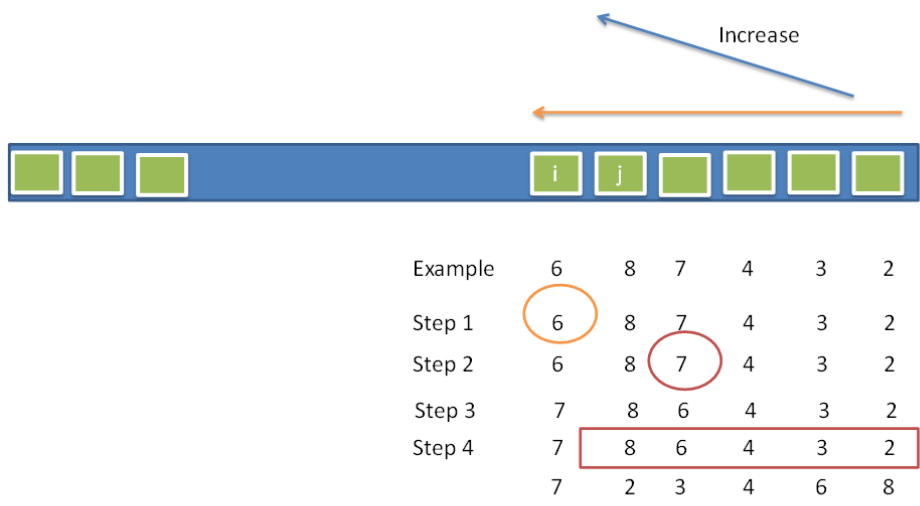 Increase
i j
Example 6 8 7 4 3 2
Step 1 6 8 7 4 3 2
Step 2 6 8 7 4 3 2
Step 3 7 8 6 4 3 2
Step 4 7 8 6 4 3 2
7 2 3 4 6 8